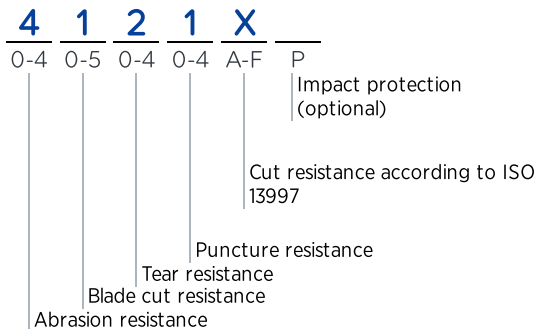 4 1 2 1 X
0-4 0-5 0-4 0-4 A-F P
Impact protection
(optional)
Cut resistance according to ISO
13997
Puncture resistance
Tear resistance
Blade cut resistance
Abrasion resistance